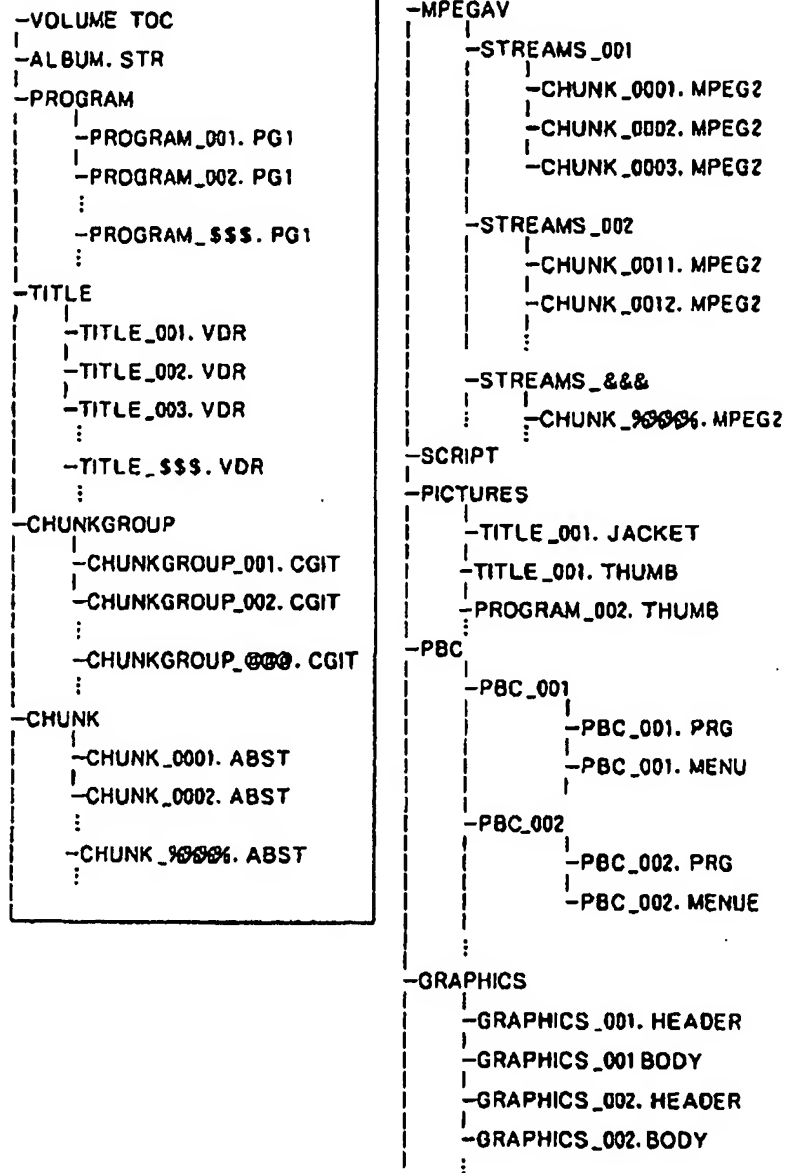 VOLUME TOC
ALBUM. STR
PROGRAM
PROGRAM_001. PG1
PROGRAM_002. PG1
PROGRAM_$$$. PG1
TITLE
TITLE_001. VDR
TITLE_002. VDR
TITLE_003. VDR
TITLE_$$$. VDR
CHUNKGROUP
CHUNKGROUP_001. CGIT
CHUNKGROUP_002. CGIT
CHUNKGROUP_@@@. CGIT
CHUNK
CHUNK_0001. ABST
CHUNK_0002. ABST
CHUNK_%%%%. ABST
MPEGAV
STREAMS_001
CHUNK_0001. MPEG2
CHUNK_0002. MPEG2
CHUNK_0003. MPEG2
STREAMS_002
CHUNK_0011. MPEG2
CHUNK_0012. MPEG2
STREAMS_&&&
CHUNK_%%%%. MPEG2
SCRIPT
PICTURES
TITLE_001. JACKET
TITLE_001. THUMB
PROGRAM_002. THUMB
PBC
PBC_001
PBC_001. PRG
PBC_001. MENU
PBC_002
PBC_002. PRG
PBC_002. MENUE
GRAPHICS
GRAPHICS_001. HEADER
GRAPHICS_001 BODY
GRAPHICS_002. HEADER
GRAPHICS_002. BODY